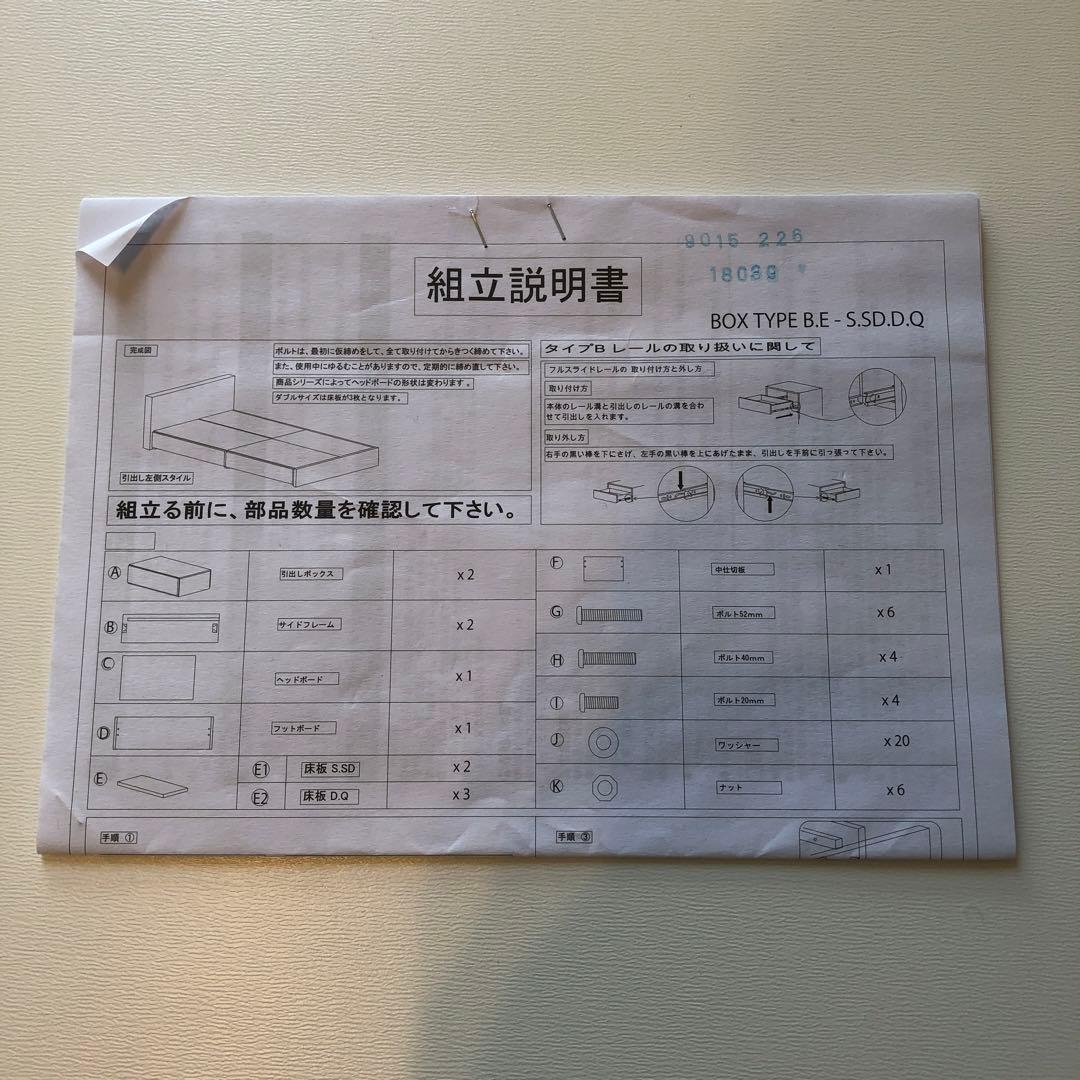 9015 226
組立説明書
BOX TYPE B.E - S.SD.D.Q
完成図
ボルトは、最初に仮締めをして、全て取り付けてからきつく締めて下さい。
また、使用中にゆるむことがありますので、定期的に締め直して下さい。
商品シリーズによってヘッドボードの形状は変わります。
ダブルサイズは床板が3枚となります。
引出し左側スタイル
組立る前に、部品数量を確認して下さい。
タイプB レールの取り扱いに関して
フルスライドレールの 取り付け方と外し方
取り付け方
本体のレール溝と引出しのレールの溝を合わ
せて引出しを入れます。
取り外し方
右手の黒い棒を下にさげ、左手の黒い棒を上にあげたまま、引出しを手前に引っ張って下さい。
A 引出しボックス x 2
B サイドフレーム x 2
C ヘッドボード x 1
D フットボード x 1
E E1 床板 S.SD x 2
E2 床板 D.Q x 3
F 中仕切板 x 1
G ボルト52mm x 6
H ボルト40mm x 4
I ボルト20mm x 4
J ワッシャー x 20
K ナット x 6
手順 ①
手順 ③